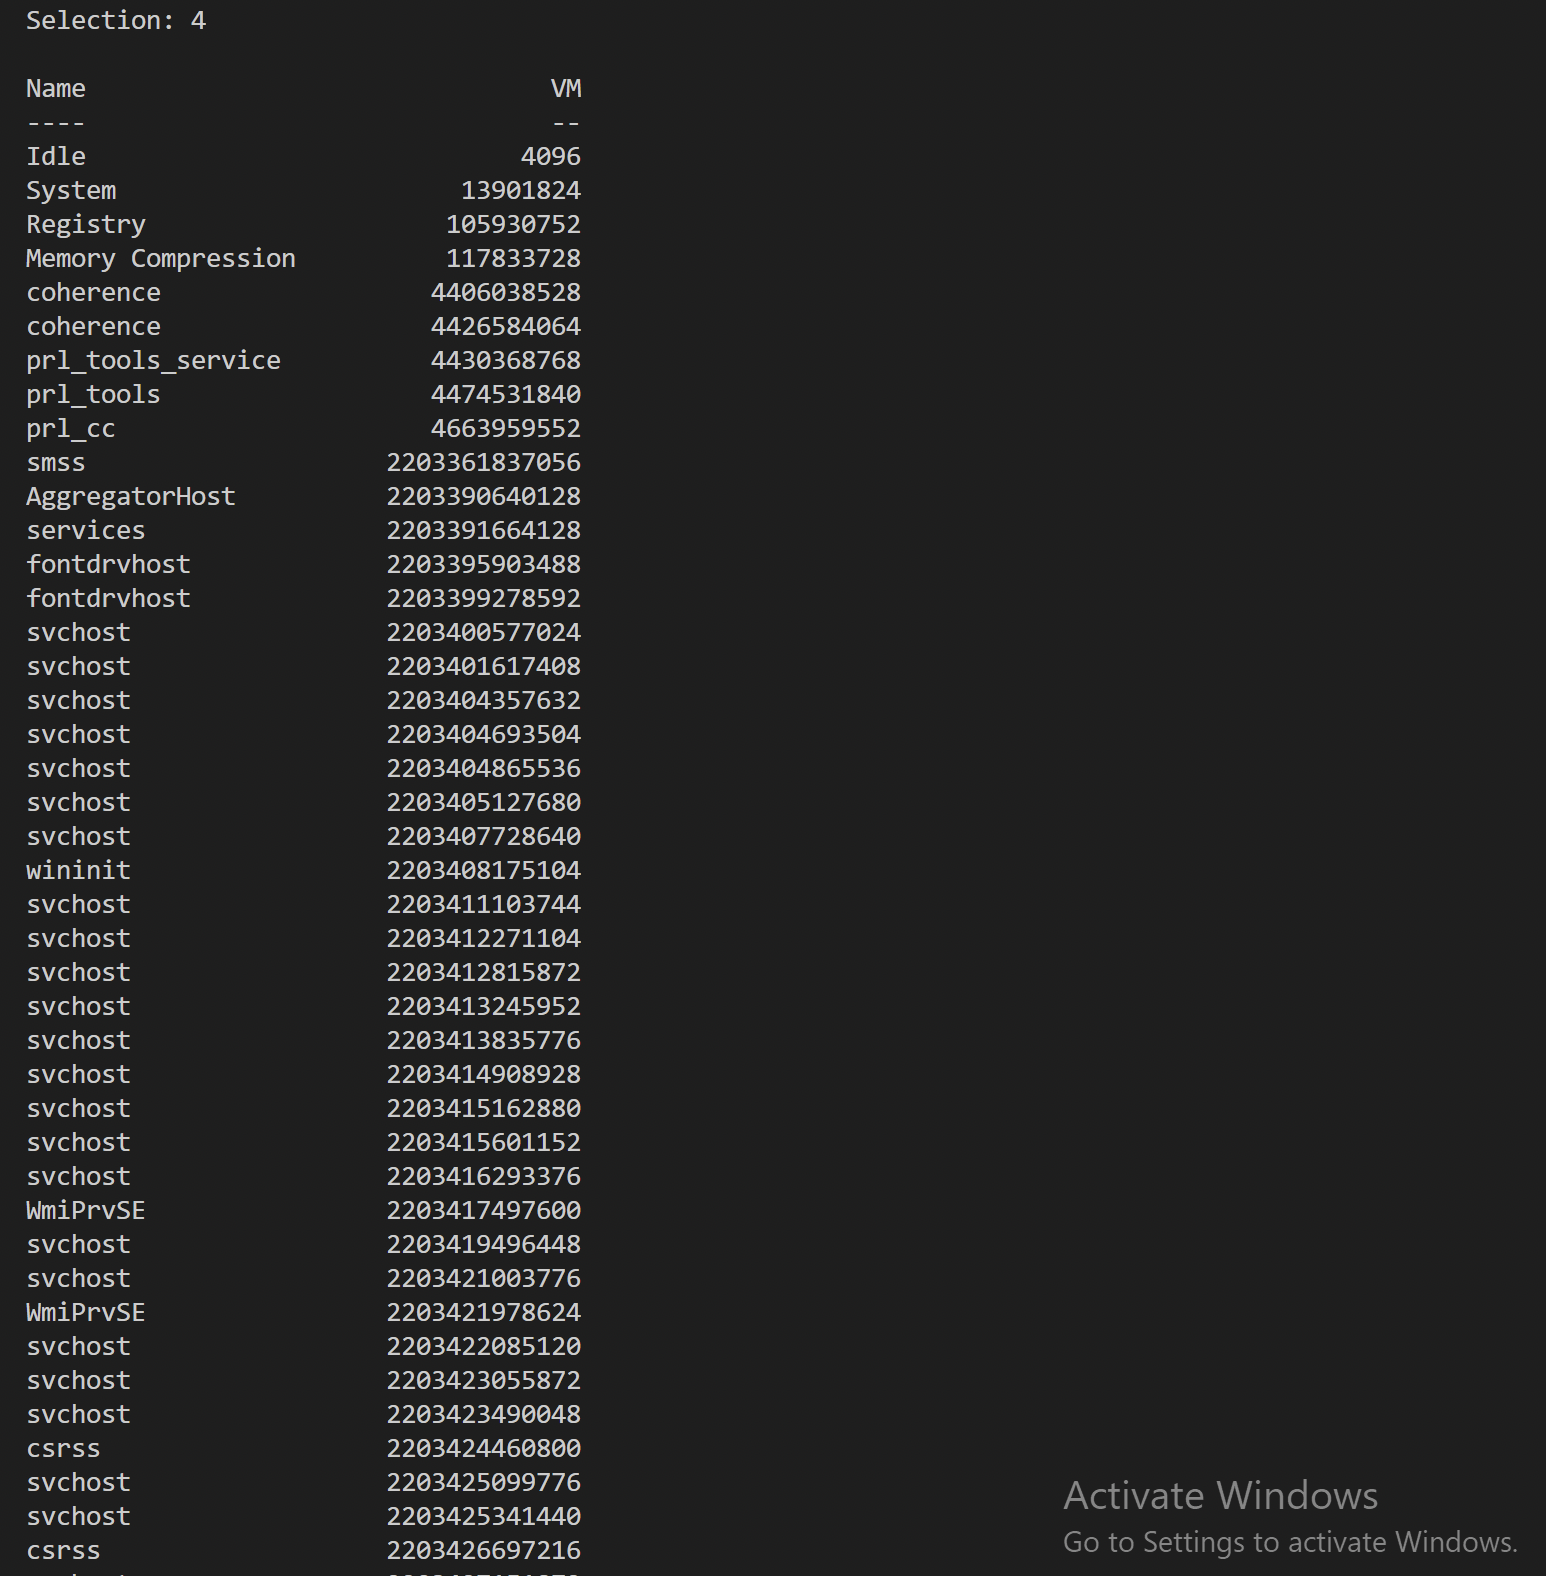 Selection: 4
Name VM
---- --
Idle 4096
System 13901824
Registry 105930752
Memory Compression 117833728
coherence 4406038528
coherence 4426584064
prl_tools_service 4430368768
prl_tools 4474531840
prl_cc 4663959552
smss 2203361837056
AggregatorHost 2203390640128
services 2203391664128
fontdrvhost 2203395903488
fontdrvhost 2203399278592
svchost 2203400577024
svchost 2203401617408
svchost 2203404357632
svchost 2203404693504
svchost 2203404865536
svchost 2203405127680
svchost 2203407728640
wininit 2203408175104
svchost 2203411103744
svchost 2203412271104
svchost 2203412815872
svchost 2203413245952
svchost 2203413835776
svchost 2203414908928
svchost 2203415162880
svchost 2203415601152
svchost 2203416293376
WmiPrvSE 2203417497600
svchost 2203419496448
svchost 2203421003776
WmiPrvSE 2203421978624
svchost 2203422085120
svchost 2203423055872
svchost 2203423490048
csrss 2203424460800
svchost 2203425099776
svchost 2203425341440
csrss 2203426697216
Activate Windows
Go to Settings to activate Windows.